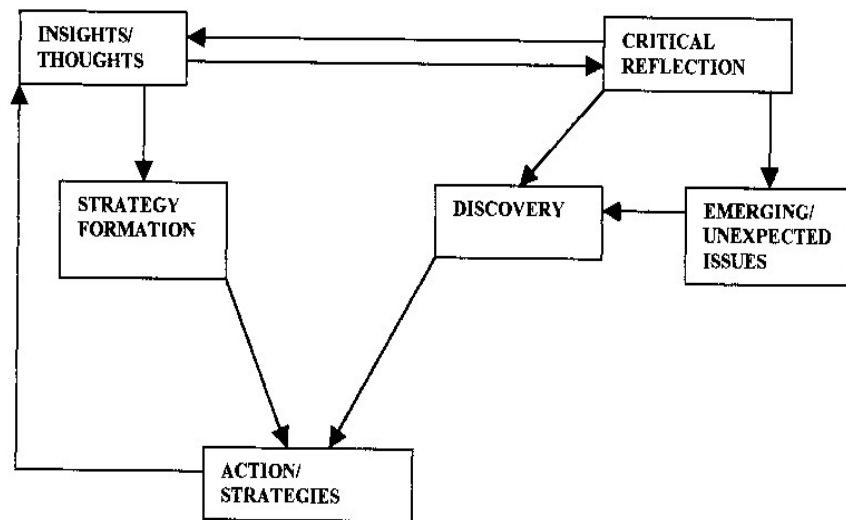 INSIGHTS/
THOUGHTS
CRITICAL
REFLECTION
STRATEGY
FORMATION
DISCOVERY
EMERGING/
UNEXPECTED
ISSUES
ACTION/
STRATEGIES